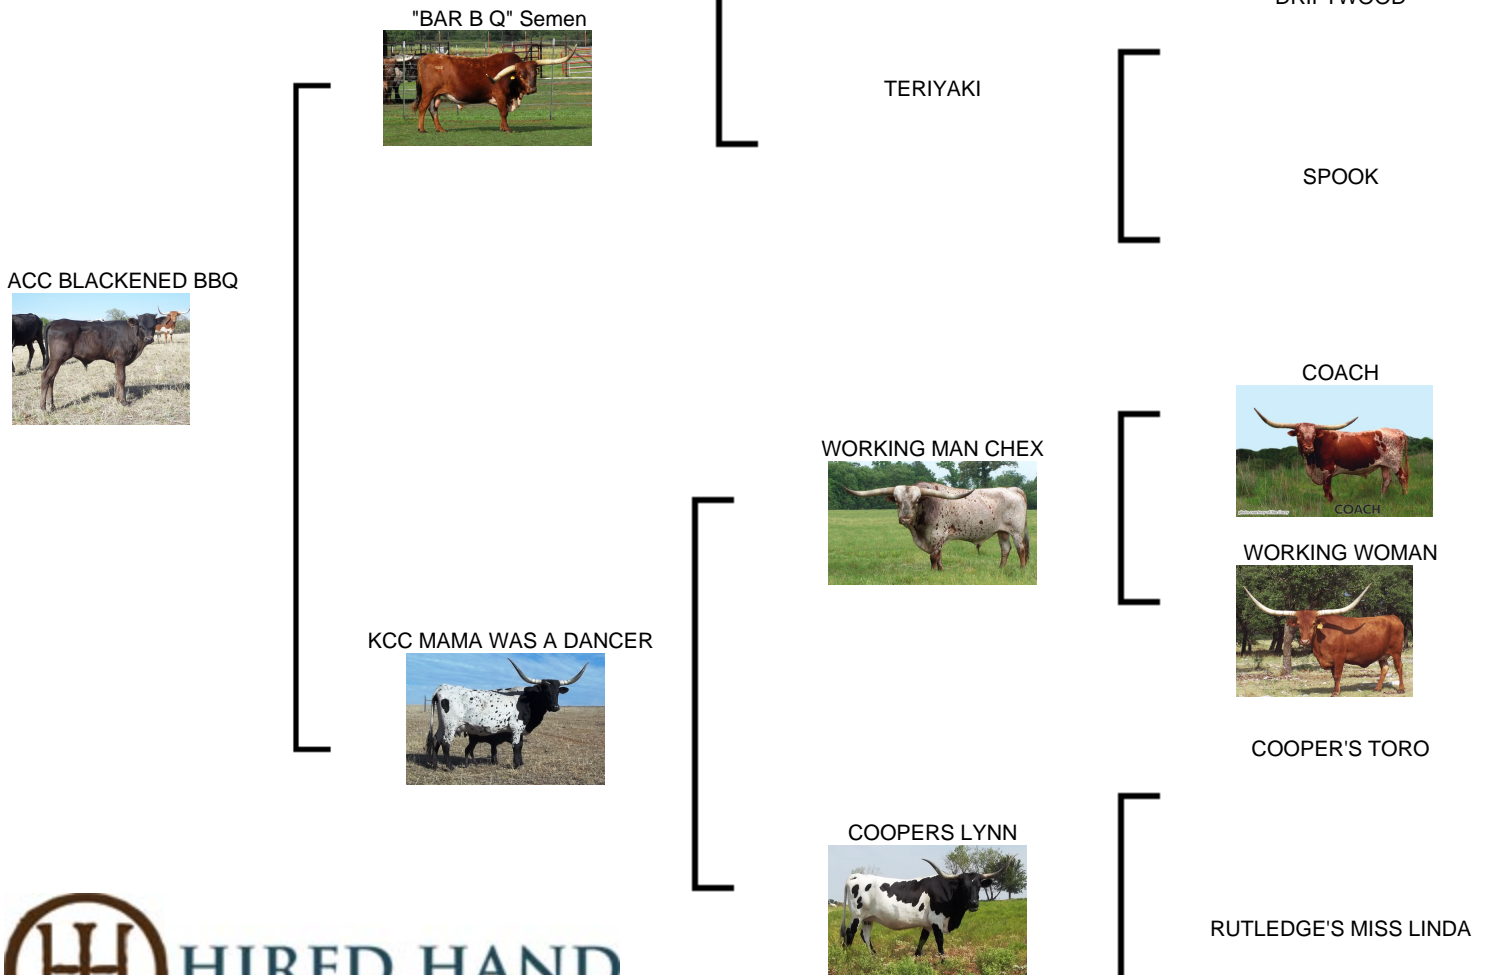 DRIFTWOOD
"BAR B Q" Semen
TERIYAKI
SPOOK
ACC BLACKENED BBQ
COACH
COACH
WORKING MAN CHEX
WORKING WOMAN
KCC MAMA WAS A DANCER
COOPER'S TORO
COOPERS LYNN
RUTLEDGE'S MISS LINDA
HIRED HAND